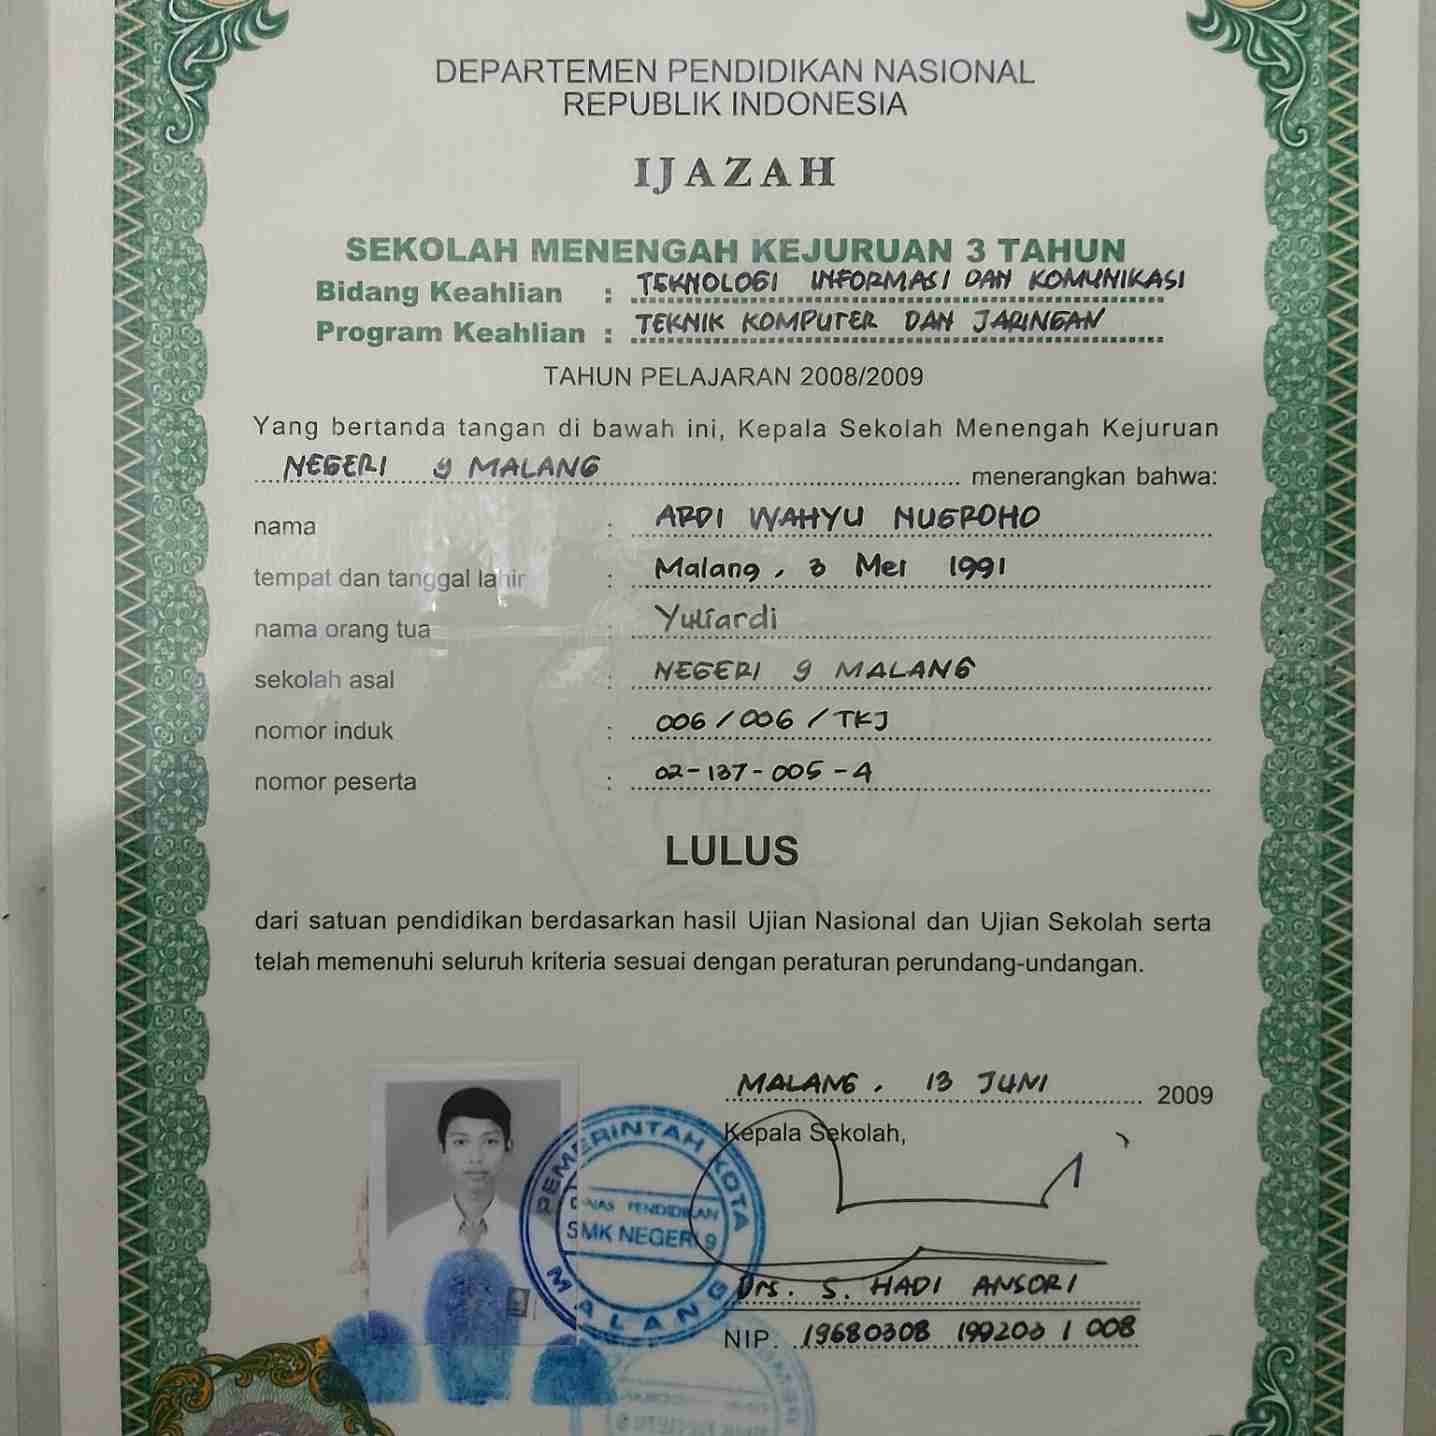 DEPARTEMEN PENDIDIKAN NASIONAL
REPUBLIK INDONESIA
IJAZAH
SEKOLAH MENENGAH KEJURUAN 3 TAHUN
Bidang Keahlian : TEKNOLOGI INFORMASI DAN KOMUNIKASI
Program Keahlian : TEKNIK KOMPUTER DAN JARINGAN
TAHUN PELAJARAN 2008/2009
Yang bertanda tangan di bawah ini, Kepala Sekolah Menengah Kejuruan
NEGERI 9 MALANG menerangkan bahwa:
nama : ARDI WAHYU NUGROHO
tempat dan tanggal lahir : Malang, 3 Mei 1991
nama orang tua : Yuliardi
sekolah asal : NEGERI 9 MALANG
nomor induk : 006/006/TKJ
nomor peserta : 02-137-005-4
LULUS
dari satuan pendidikan berdasarkan hasil Ujian Nasional dan Ujian Sekolah serta
telah memenuhi seluruh kriteria sesuai dengan peraturan perundang-undangan.
MALANG, 13 JUNI 2009
Kepala Sekolah,
PEMERINTAH KOTA
DINAS PENDIDIKAN
SMK NEGERI 9
MALANG
Drs. S. HADI ANSORI
NIP. 19680308 199203 1 008